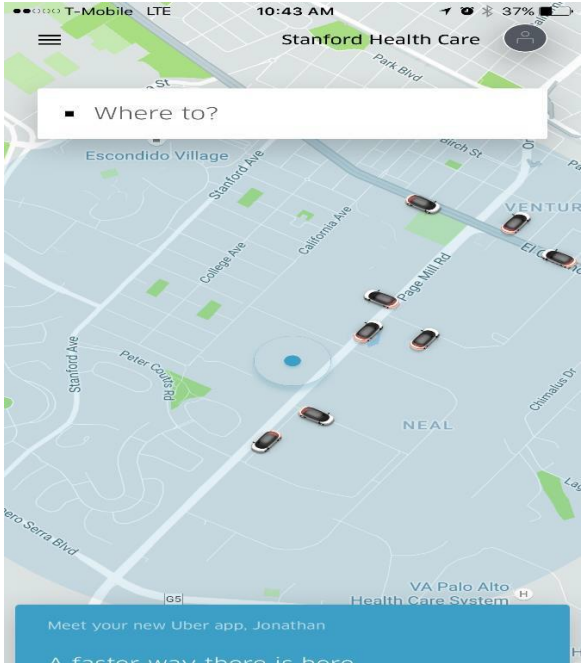 T-Mobile LTE 10:43 AM 37%
Stanford Health Care
Park Blvd
Where to?
Birch St
Escondido Village
Stanford Ave
VENTUR
California Ave
College Ave
Page Mill Rd
Stanford Ave
Peter Coutts Rd
Chimalus Dr
NEAL
pero Serra Blvd
VA Palo Alto
Health Care System
H
G5
Meet your new Uber app, Jonathan
A faster way there is here